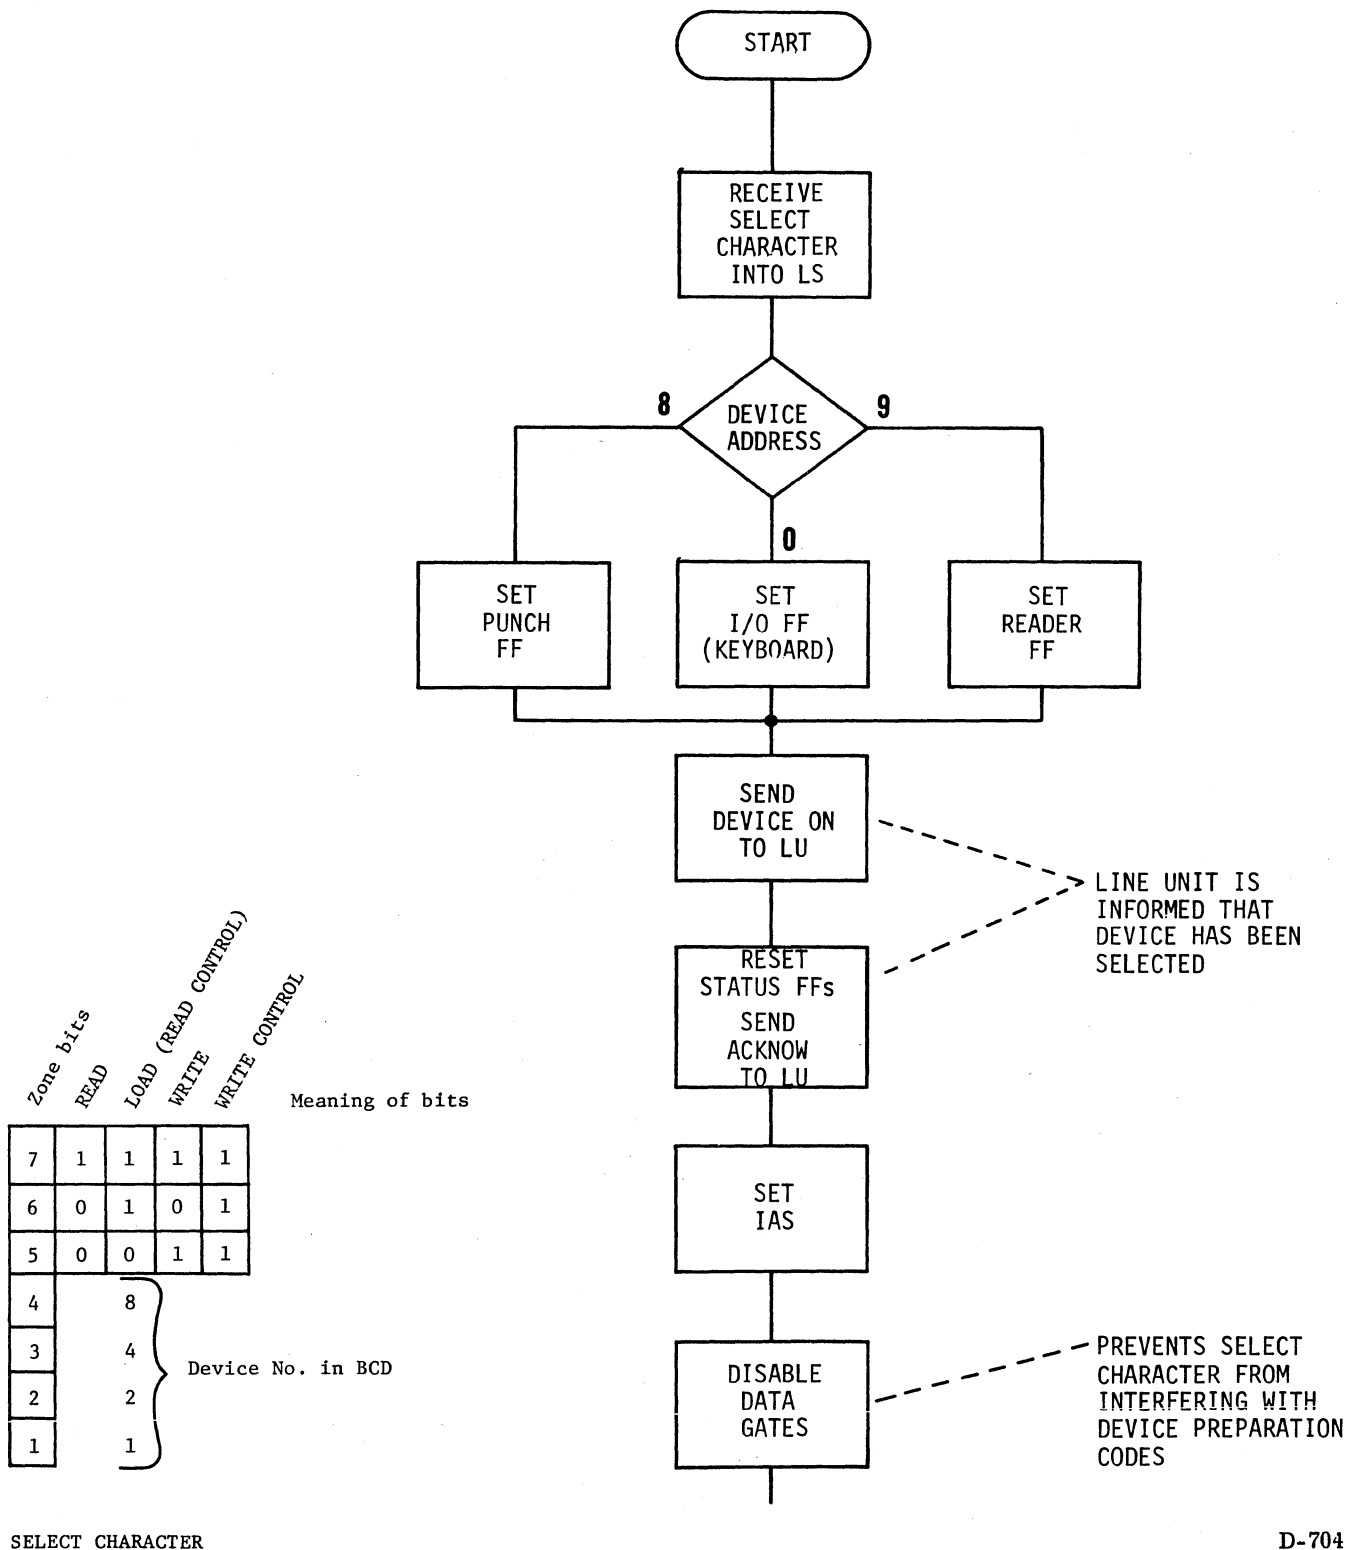 START
RECEIVE
SELECT
CHARACTER
INTO LS
8
DEVICE
ADDRESS
9
0
SET
PUNCH
FF
SET
I/O FF
(KEYBOARD)
SET
READER
FF
SEND
DEVICE ON
TO LU
LINE UNIT IS
INFORMED THAT
DEVICE HAS BEEN
SELECTED
RESET
STATUS FFs
SEND
ACKNOW
TO LU
SET
IAS
DISABLE
DATA
GATES
PREVENTS SELECT
CHARACTER FROM
INTERFERING WITH
DEVICE PREPARATION
CODES
Zone bits
READ
LOAD (READ CONTROL)
WRITE
WRITE CONTROL
Meaning of bits
7 1 1 1 1
6 0 1 0 1
5 0 0 1 1
4 8
3 4
Device No. in BCD
2 2
1 1
SELECT CHARACTER
D-704